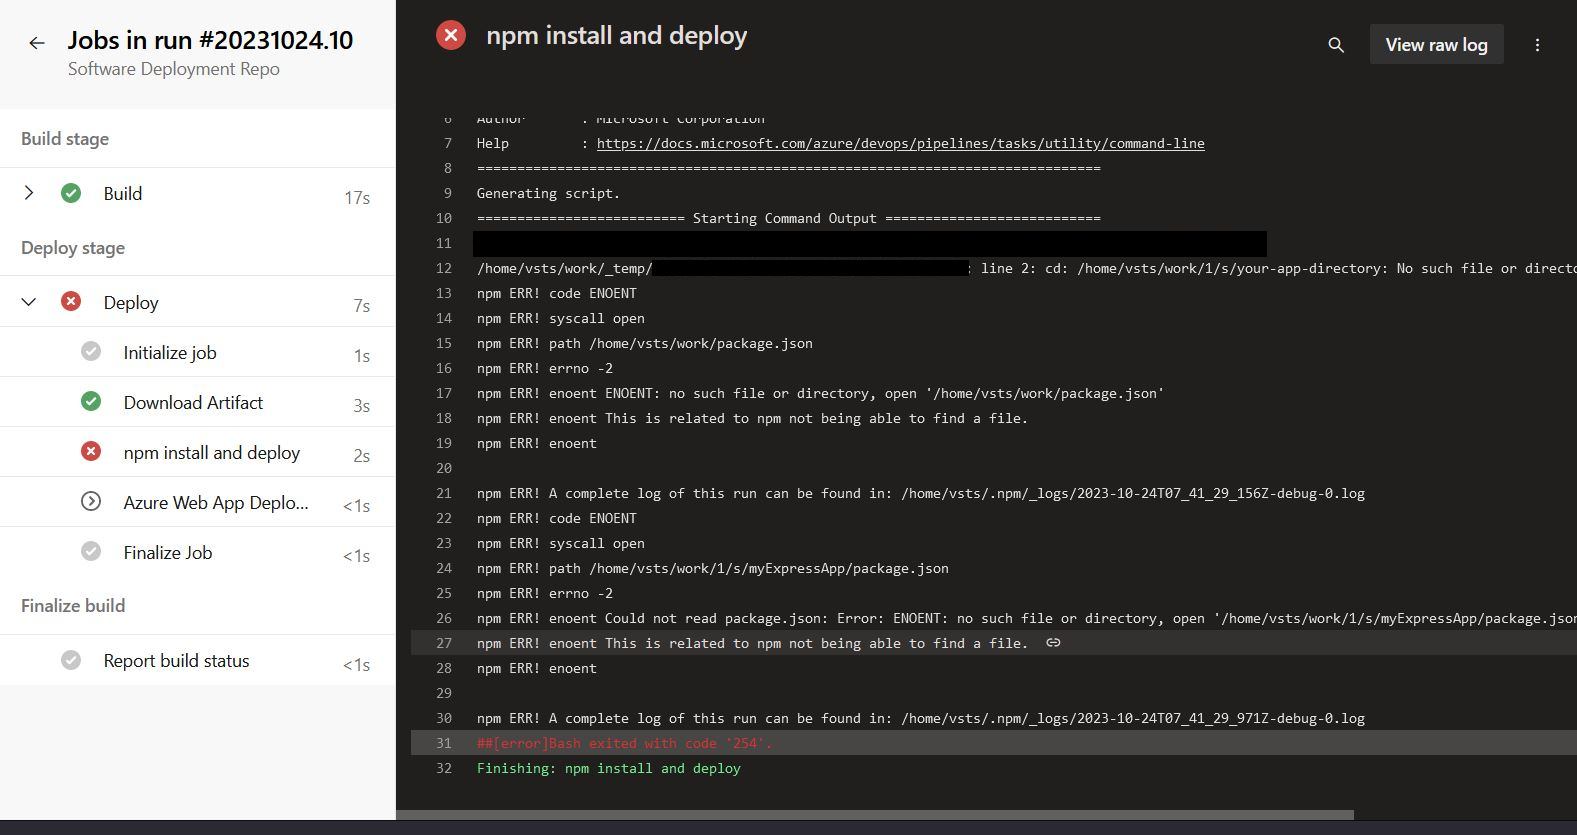 Jobs in run #20231024.10
Software Deployment Repo
Build stage
Build 17s
Deploy stage
Deploy 7s
Initialize job 1s
Download Artifact 3s
npm install and deploy 2s
Azure Web App Deplo... <1s
Finalize Job <1s
Finalize build
Report build status <1s
npm install and deploy
View raw log
6 Author : Microsoft Corporation
7 Help : https://docs.microsoft.com/azure/devops/pipelines/tasks/utility/command-line
8 ==============================================================================
9 Generating script.
10 ========================== Starting Command Output ===========================
11
12 /home/vsts/work/_temp/ : line 2: cd: /home/vsts/work/1/s/your-app-directory: No such file or directo
13 npm ERR! code ENOENT
14 npm ERR! syscall open
15 npm ERR! path /home/vsts/work/package.json
16 npm ERR! errno -2
17 npm ERR! enoent ENOENT: no such file or directory, open '/home/vsts/work/package.json'
18 npm ERR! enoent This is related to npm not being able to find a file.
19 npm ERR! enoent
20
21 npm ERR! A complete log of this run can be found in: /home/vsts/.npm/_logs/2023-10-24T07_41_29_156Z-debug-0.log
22 npm ERR! code ENOENT
23 npm ERR! syscall open
24 npm ERR! path /home/vsts/work/1/s/myExpressApp/package.json
25 npm ERR! errno -2
26 npm ERR! enoent Could not read package.json: Error: ENOENT: no such file or directory, open '/home/vsts/work/1/s/myExpressApp/package.json
27 npm ERR! enoent This is related to npm not being able to find a file.
28 npm ERR! enoent
29
30 npm ERR! A complete log of this run can be found in: /home/vsts/.npm/_logs/2023-10-24T07_41_29_971Z-debug-0.log
31 ##[error]Bash exited with code '254'.
32 Finishing: npm install and deploy